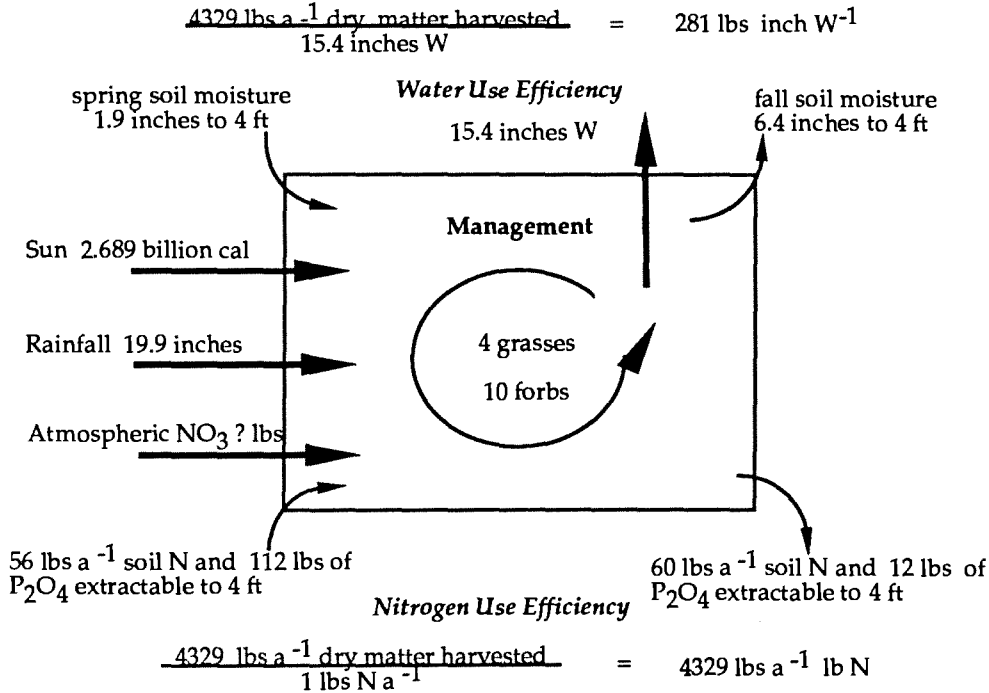 4329 lbs a -1 dry matter harvested
15.4 inches W
= 281 lbs inch W-1
Water Use Efficiency
spring soil moisture
1.9 inches to 4 ft
15.4 inches W
fall soil moisture
6.4 inches to 4 ft
Management
Sun 2.689 billion cal
Rainfall 19.9 inches
4 grasses
10 forbs
Atmospheric NO3 ? lbs
56 lbs a -1 soil N and 112 lbs of
P2O4 extractable to 4 ft
60 lbs a -1 soil N and 12 lbs of
P2O4 extractable to 4 ft
Nitrogen Use Efficiency
4329 lbs a -1 dry matter harvested
1 lbs N a -1
= 4329 lbs a -1 lb N